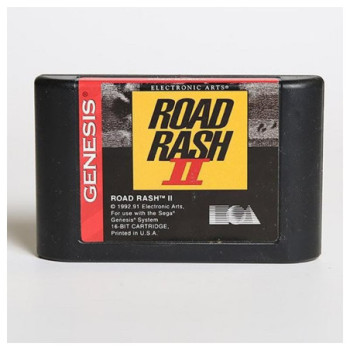 ELECTRONIC ARTS®
GENESIS
ROAD
RASH
II
ROAD RASH™ II
© 1992, 91 Electronic Arts,
For use with the Sega®
Genesis® System
16-BIT CARTRIDGE,
Printed in U.S.A.
EA